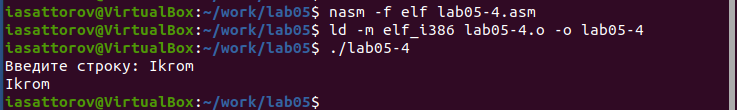 iasattorov@VirtualBox:~/work/lab05$ nasm -f elf lab05-4.asm
iasattorov@VirtualBox:~/work/lab05$ ld -m elf_i386 lab05-4.o -o lab05-4
iasattorov@VirtualBox:~/work/lab05$ ./lab05-4
Введите строку: Ikrom
Ikrom
iasattorov@VirtualBox:~/work/lab05$